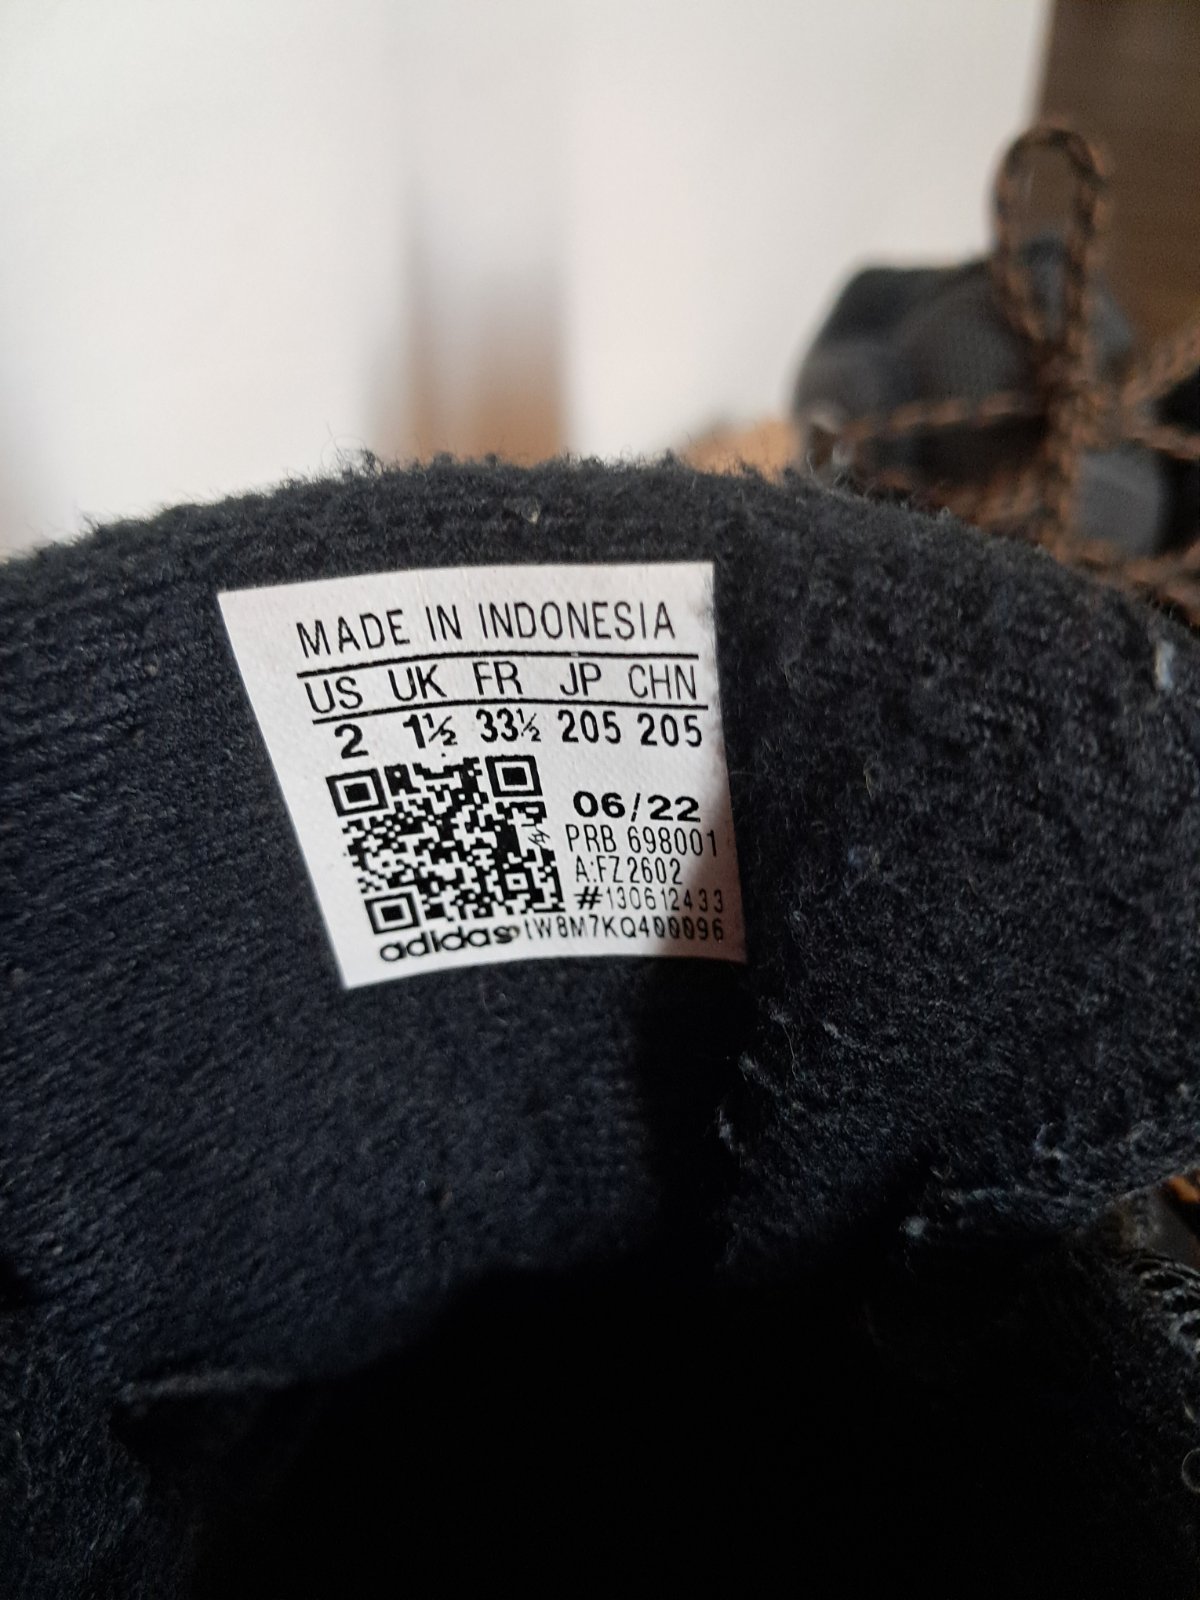 MADE IN INDONESIA
US UK FR JP CHN
2 1½ 33½ 205 205
06/22
PRB 698001
A:FZ2602
#130612433
adidas tW8M7KQ400096